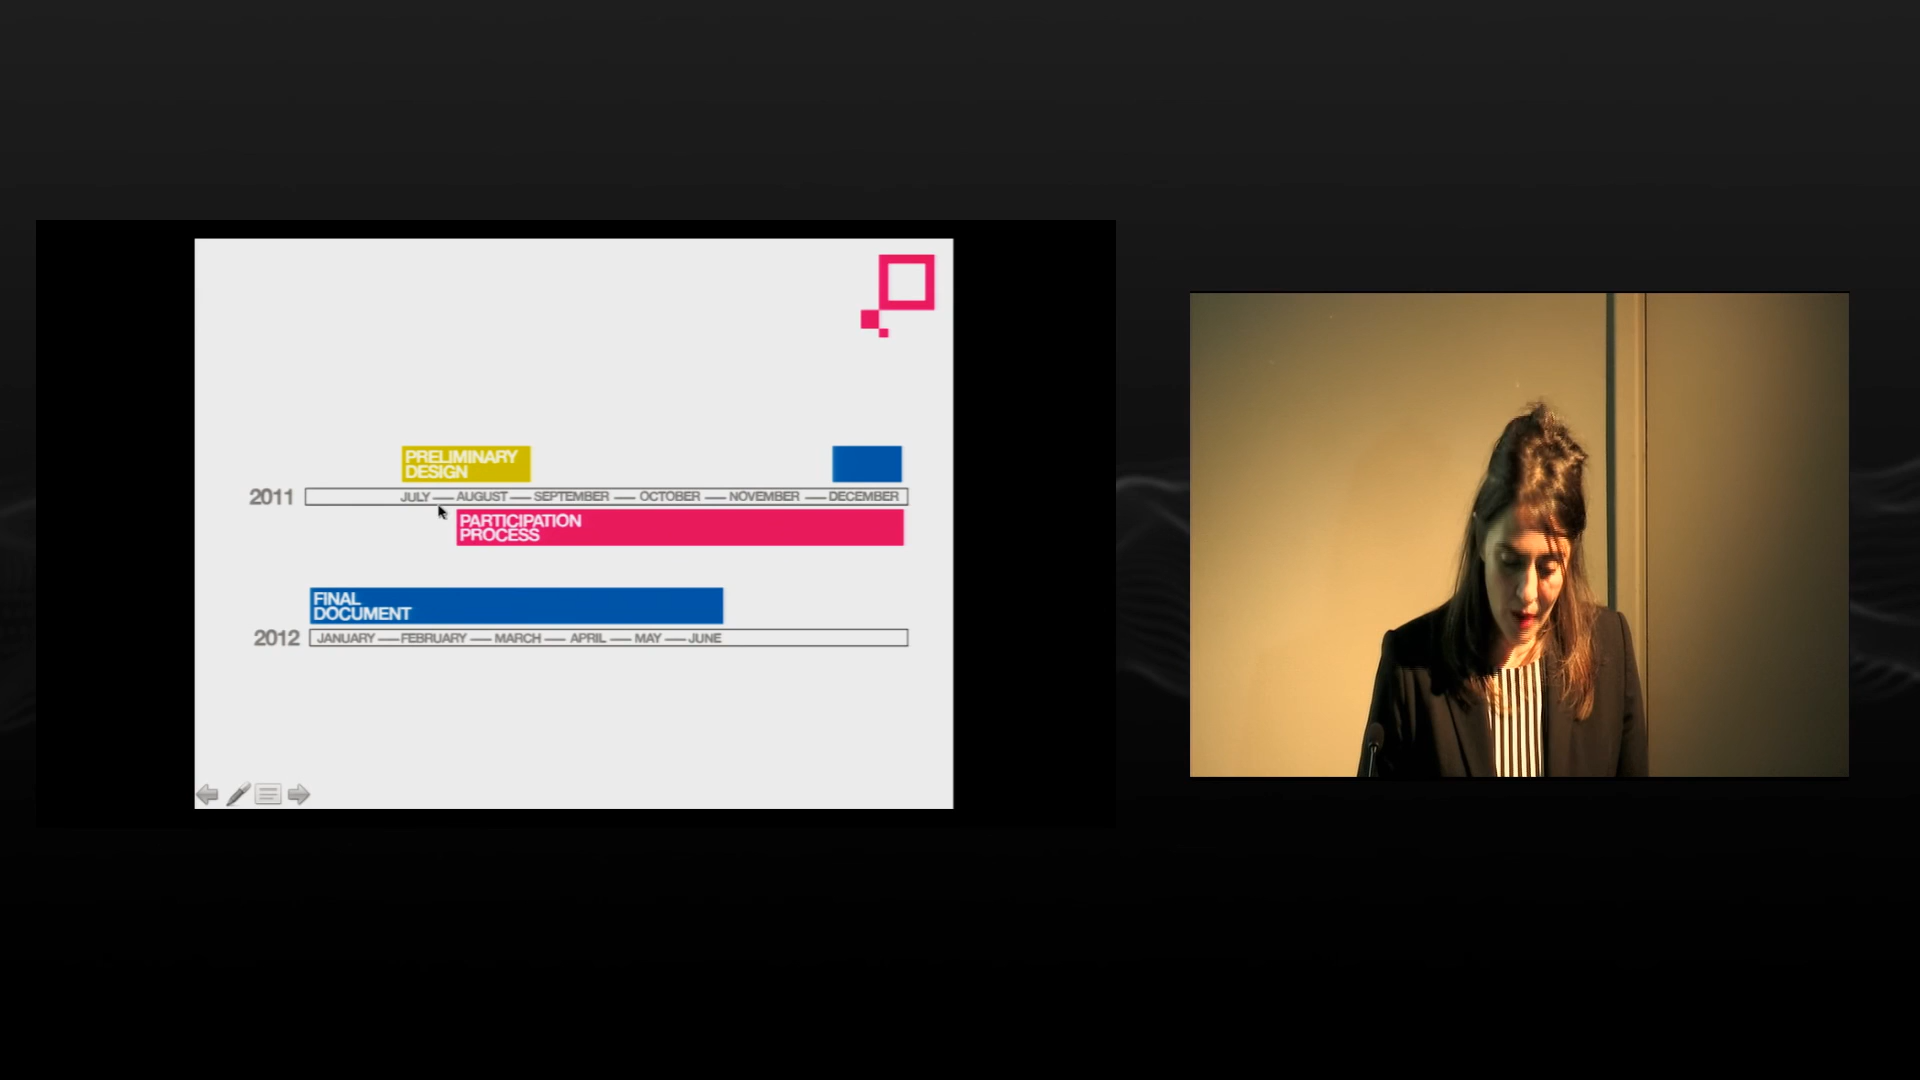 PRELIMINARY
DESIGN
2011
JULY — AUGUST — SEPTEMBER — OCTOBER — NOVEMBER — DECEMBER
PARTICIPATION
PROCESS
FINAL
DOCUMENT
2012
JANUARY — FEBRUARY — MARCH — APRIL — MAY — JUNE